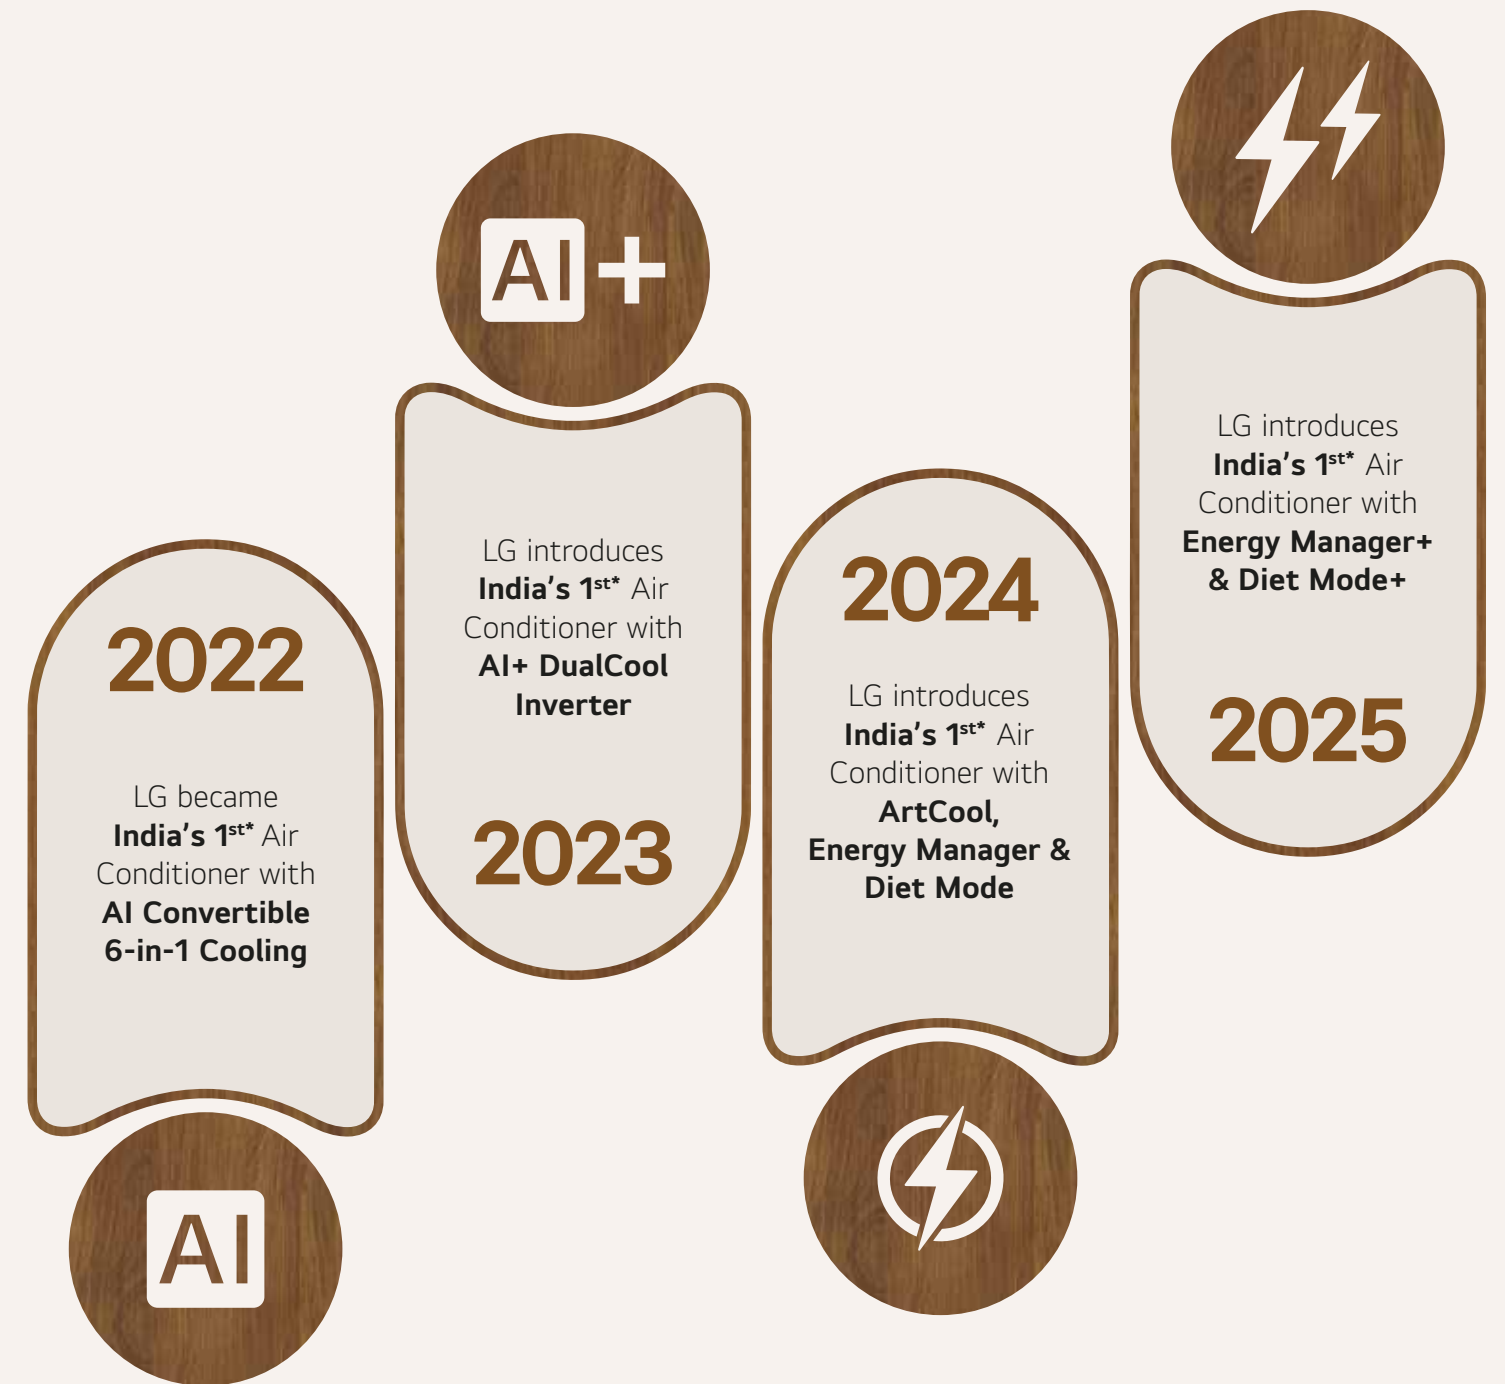 2022
LG became
India's 1st* Air
Conditioner with
AI Convertible
6-in-1 Cooling
AI
AI+
LG introduces
India's 1st* Air
Conditioner with
AI+ DualCool
Inverter
2023
2024
LG introduces
India's 1st* Air
Conditioner with
ArtCool,
Energy Manager &
Diet Mode
LG introduces
India's 1st* Air
Conditioner with
Energy Manager+
& Diet Mode+
2025